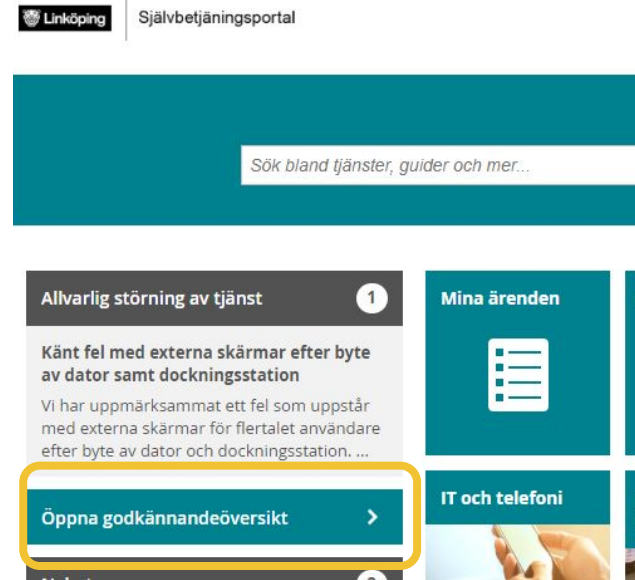 Linköping
Självbetjäningsportal
Sök bland tjänster, guider och mer...
Allvarlig störning av tjänst 1
Känt fel med externa skärmar efter byte
av dator samt dockningsstation
Vi har uppmärksammat ett fel som uppstår
med externa skärmar för flertalet användare
efter byte av dator och dockningsstation. ...
Öppna godkännandeöversikt
Mina ärenden
IT och telefoni